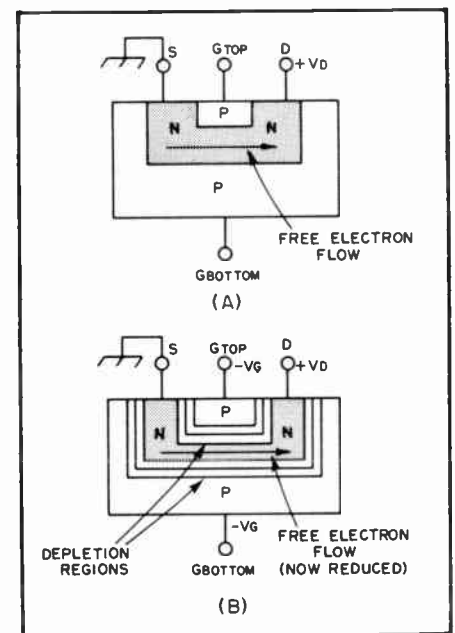 S GTOP D
+VD
P
N N
P
FREE ELECTRON
FLOW
GBOTTOM
(A)
S GTOP D
-VG +VD
P
N N
P
-VG
DEPLETION
REGIONS
FREE ELECTRON
FLOW
(NOW REDUCED)
GBOTTOM
(B)